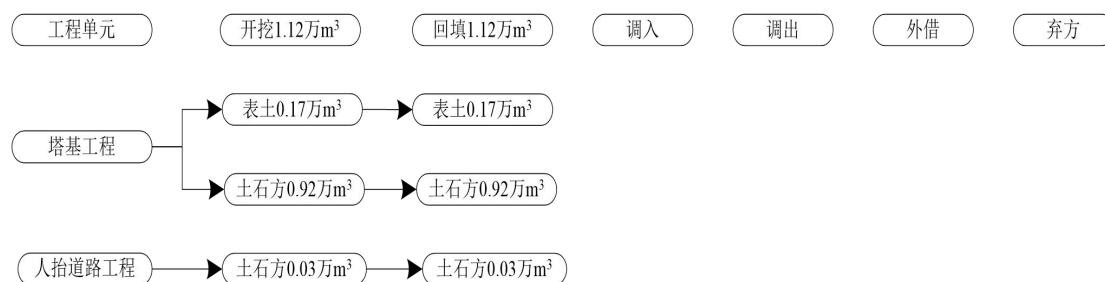 工程单元 开挖1.12万m³ 回填1.12万m³ 调入 调出 外借 弃方
表土0.17万m³ 表土0.17万m³
塔基工程
土石方0.92万m³ 土石方0.92万m³
人抬道路工程 土石方0.03万m³ 土石方0.03万m³